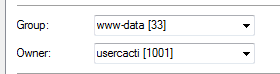 Group: www-data [33]
Owner: usercacti [1001]